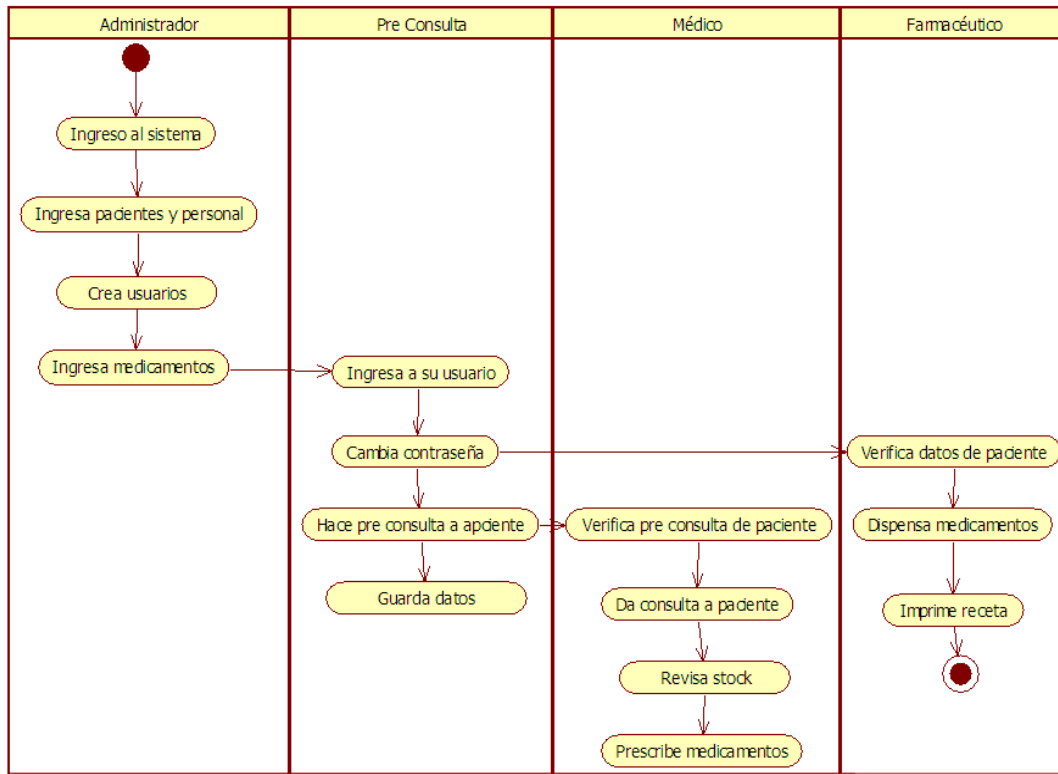 Administrador
Pre Consulta
Médico
Farmacéutico
Ingreso al sistema
Ingresa pacientes y personal
Crea usuarios
Ingresa medicamentos
Ingresa a su usuario
Cambia contraseña
Hace pre consulta a apciente
Guarda datos
Verifica pre consulta de paciente
Da consulta a paciente
Revisa stock
Prescribe medicamentos
Verifica datos de paciente
Dispensa medicamentos
Imprime receta